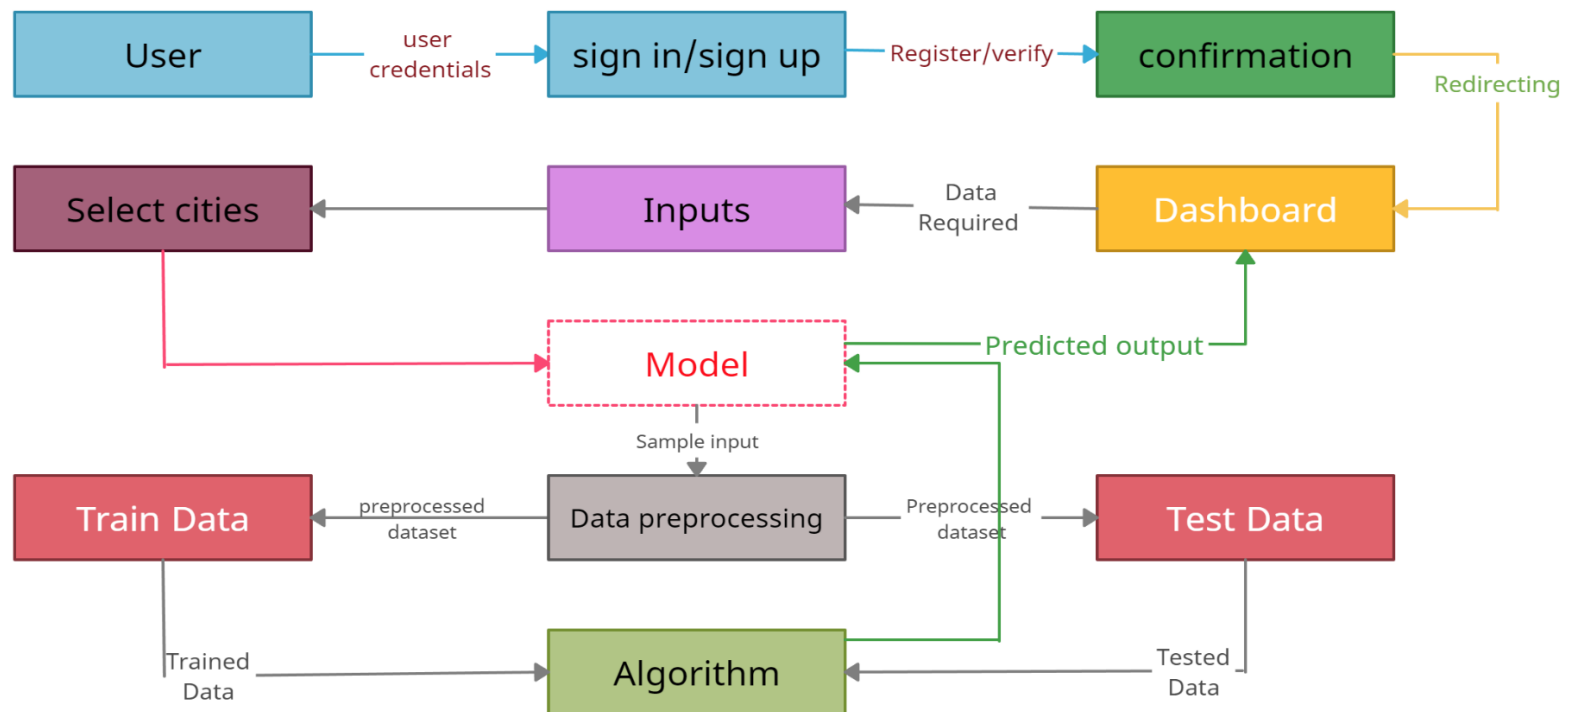 User
user
credentials
sign in/sign up
Register/verify
confirmation
Redirecting
Select cities
Inputs
Data
Required
Dashboard
Model
Predicted output
Sample input
Train Data
preprocessed
dataset
Data preprocessing
Preprocessed
dataset
Test Data
Trained
Data
Algorithm
Tested
Data